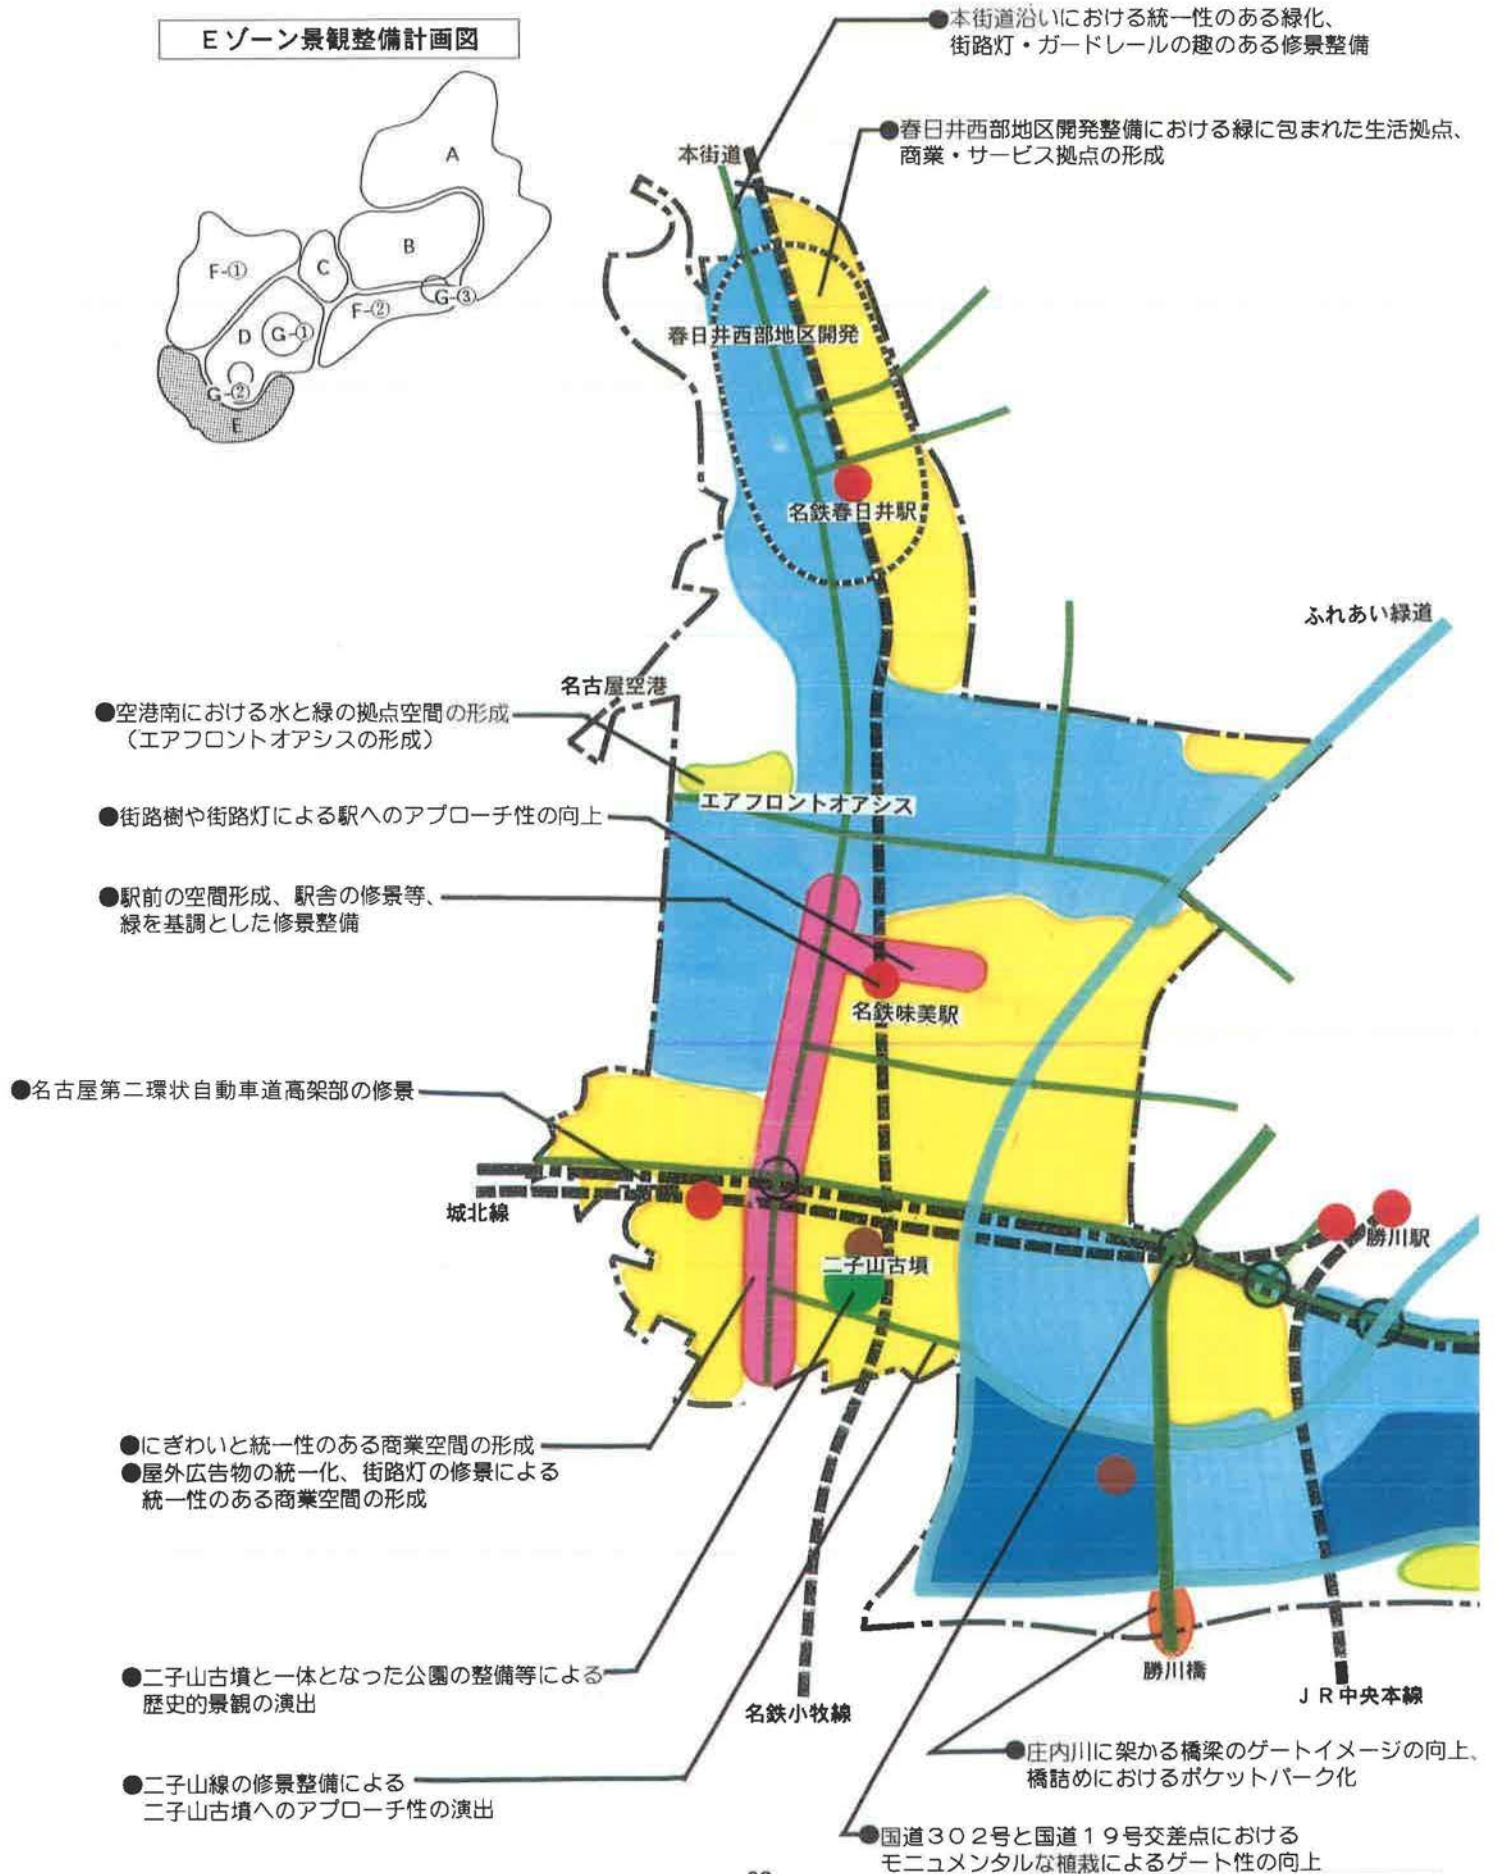 Eゾーン景観整備計画図
A
B
C
D
E
F-①
F-②
G-①
G-②
G-③
●本街道沿いにおける統一性のある緑化、
街路灯・ガードレールの趣のある修景整備
●春日井西部地区開発整備における緑に包まれた生活拠点、
商業・サービス拠点の形成
本街道
春日井西部地区開発
名鉄春日井駅
ふれあい緑道
名古屋空港
●空港南における水と緑の拠点空間の形成
（エアフロントオアシスの形成）
エアフロントオアシス
●街路樹や街路灯による駅へのアプローチ性の向上
●駅前の空間形成、駅舎の修景等、
緑を基調とした修景整備
名鉄味美駅
●名古屋第二環状自動車道高架部の修景
城北線
勝川駅
二子山古墳
●にぎわいと統一性のある商業空間の形成
●屋外広告物の統一化、街路灯の修景による
統一性のある商業空間の形成
●二子山古墳と一体となった公園の整備等による
歴史的景観の演出
勝川橋
JR中央本線
名鉄小牧線
●庄内川に架かる橋梁のゲートイメージの向上、
橋詰めにおけるポケットパーク化
●二子山線の修景整備による
二子山古墳へのアプローチ性の演出
●国道302号と国道19号交差点における
モニュメンタルな植栽によるゲート性の向上